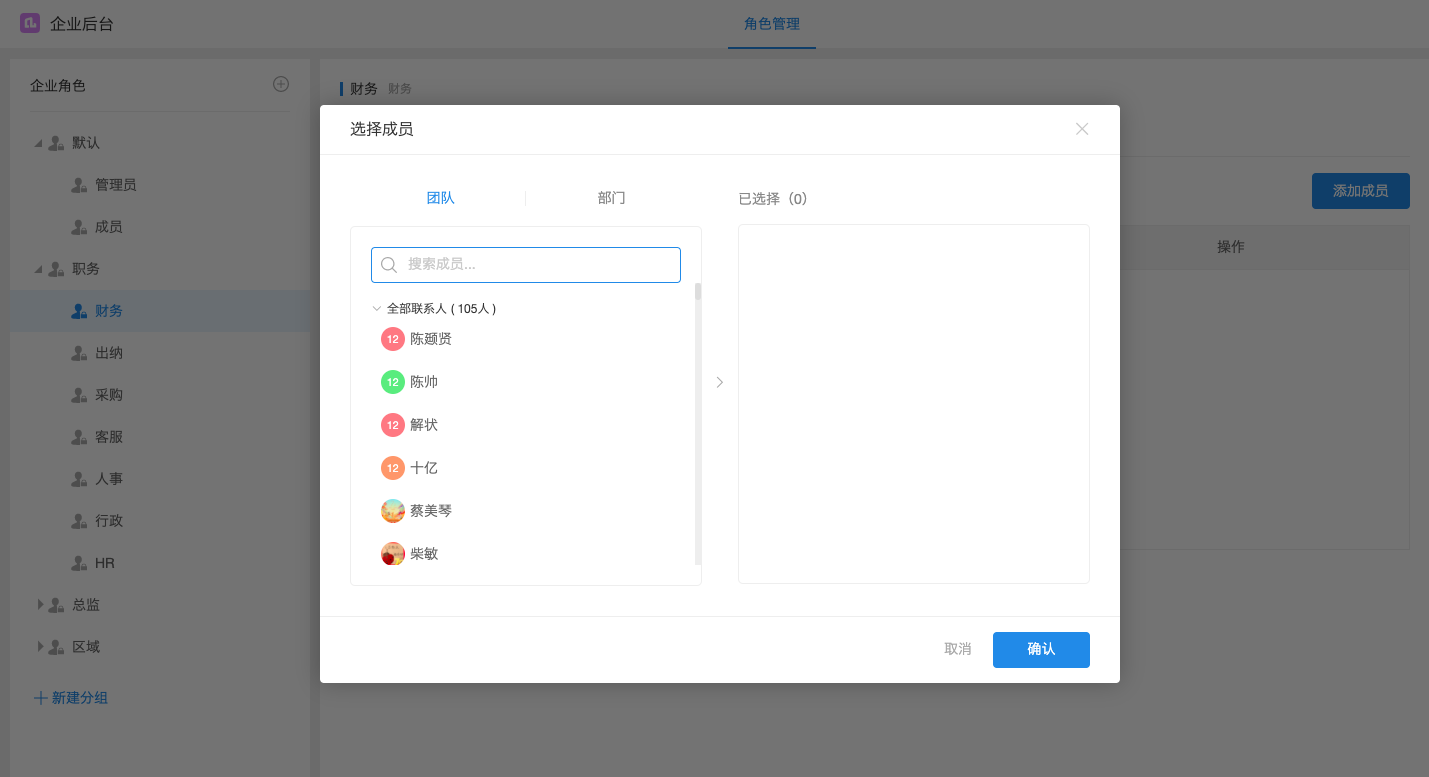 企业后台
角色管理
企业角色
默认
管理员
成员
职务
财务
出纳
采购
客服
人事
行政
HR
总监
区域
新建分组
财务 财务
添加成员
操作
选择成员
团队 部门
搜索成员...
全部联系人 ( 105人 )
12 陈颋贤
12 陈帅
12 解状
12 十亿
蔡美琴
柴敏
已选择（0）
取消 确认